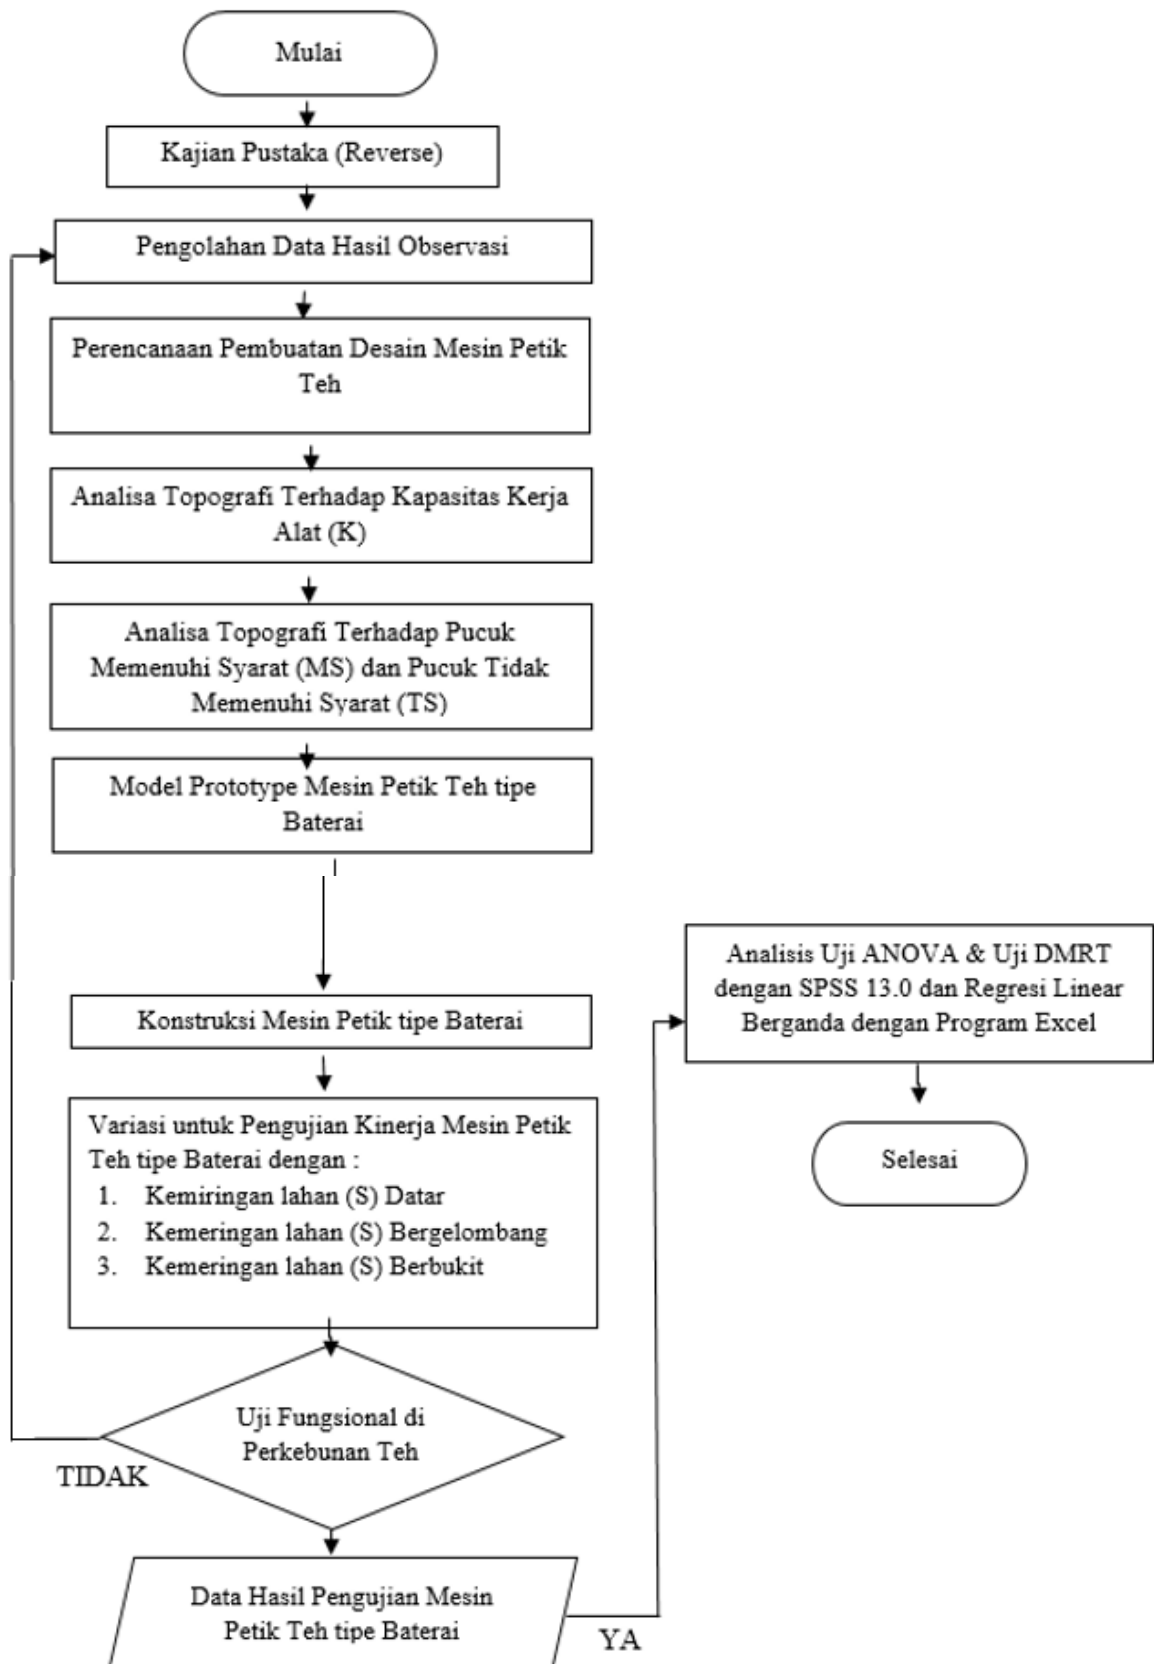 Mulai
Kajian Pustaka (Reverse)
Pengolahan Data Hasil Observasi
Perencanaan Pembuatan Desain Mesin Petik
Teh
Analisa Topografi Terhadap Kapasitas Kerja
Alat (K)
Analisa Topografi Terhadap Pucuk
Memenuhi Syarat (MS) dan Pucuk Tidak
Memenuhi Syarat (TS)
Model Prototype Mesin Petik Teh tipe
Baterai
Konstruksi Mesin Petik tipe Baterai
Variasi untuk Pengujian Kinerja Mesin Petik
Teh tipe Baterai dengan :
1. Kemiringan lahan (S) Datar
2. Kemeringan lahan (S) Bergelombang
3. Kemeringan lahan (S) Berbukit
Uji Fungsional di
Perkebunan Teh
TIDAK
Data Hasil Pengujian Mesin
Petik Teh tipe Baterai
YA
Analisis Uji ANOVA & Uji DMRT
dengan SPSS 13.0 dan Regresi Linear
Berganda dengan Program Excel
Selesai